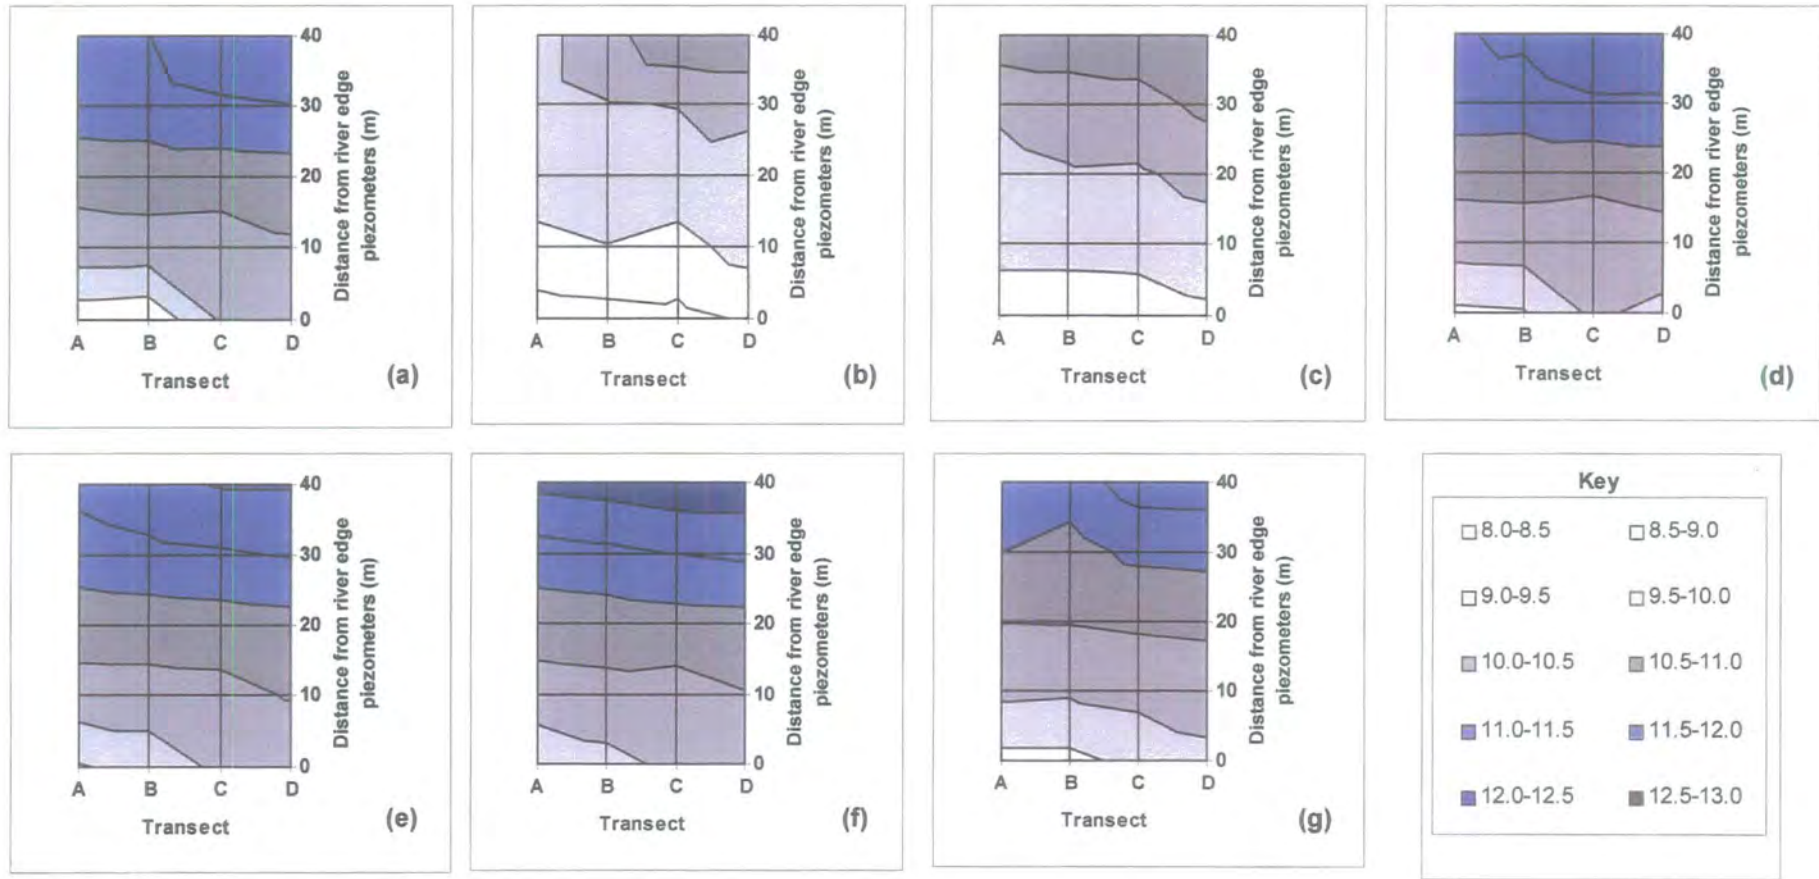 40
30
20
10
0
Distance from river edge
piezometers (m)
A B C D
Transect
(a)
40
30
20
10
0
Distance from river edge
piezometers (m)
A B C D
Transect
(b)
40
30
20
10
0
Distance from river edge
piezometers (m)
A B C D
Transect
(c)
40
30
20
10
0
Distance from river edge
piezometers (m)
A B C D
Transect
(d)
40
30
20
10
0
Distance from river edge
piezometers (m)
A B C D
Transect
(e)
40
30
20
10
0
Distance from river edge
piezometers (m)
A B C D
Transect
(f)
40
30
20
10
0
Distance from river edge
piezometers (m)
A B C D
Transect
(g)
Key
8.0-8.5 8.5-9.0
9.0-9.5 9.5-10.0
10.0-10.5 10.5-11.0
11.0-11.5 11.5-12.0
12.0-12.5 12.5-13.0